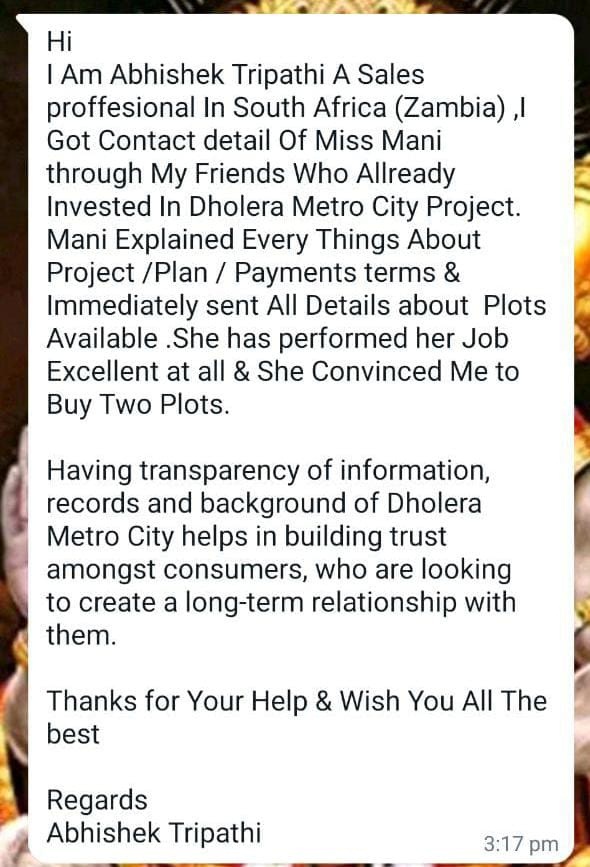 Hi
I Am Abhishek Tripathi A Sales
proffesional In South Africa (Zambia) ,I
Got Contact detail Of Miss Mani
through My Friends Who Allready
Invested In Dholera Metro City Project.
Mani Explained Every Things About
Project /Plan / Payments terms &
Immediately sent All Details about  Plots
Available .She has performed her Job
Excellent at all & She Convinced Me to
Buy Two Plots.
Having transparency of information,
records and background of Dholera
Metro City helps in building trust
amongst consumers, who are looking
to create a long-term relationship with
them.
Thanks for Your Help & Wish You All The
best
Regards
Abhishek Tripathi
3:17 pm